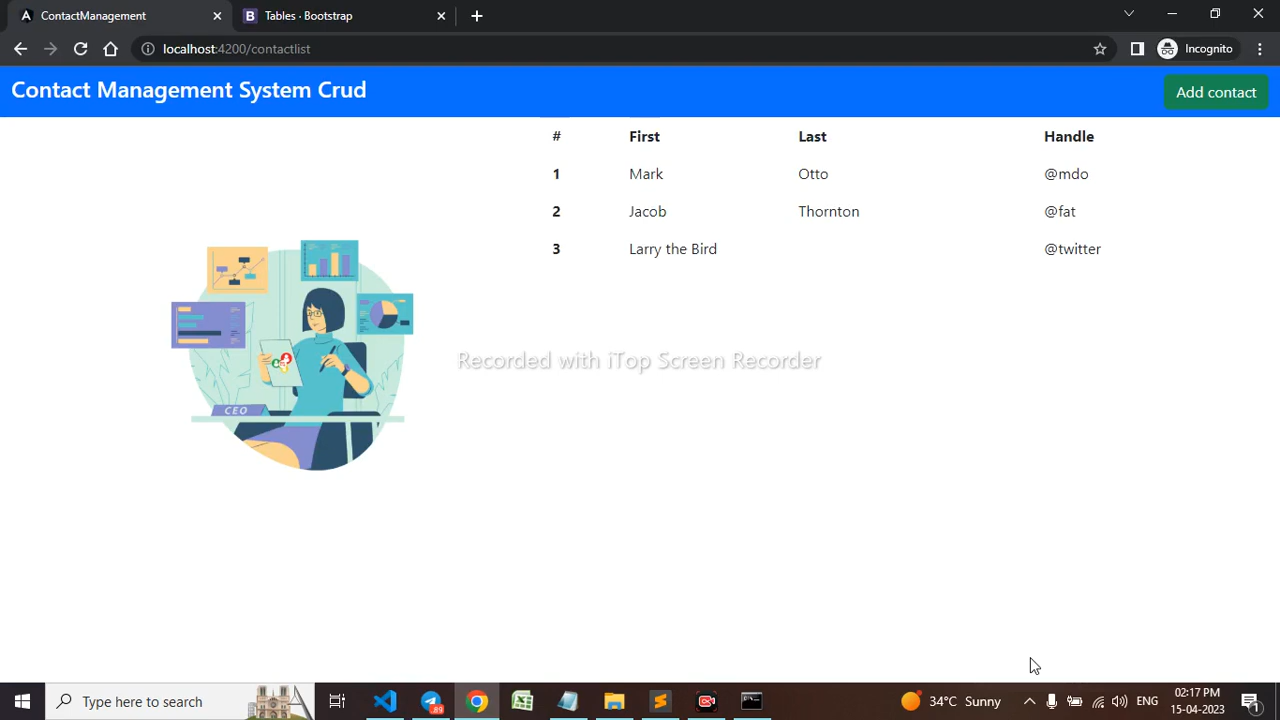 ContactManagement
Tables · Bootstrap
localhost:4200/contactlist
Incognito
Contact Management System Crud
Add contact
# First Last Handle
1 Mark Otto @mdo
2 Jacob Thornton @fat
3 Larry the Bird @twitter
CEO
Recorded with iTop Screen Recorder
Type here to search
89
34°C Sunny
ENG
02:17 PM
15-04-2023
1